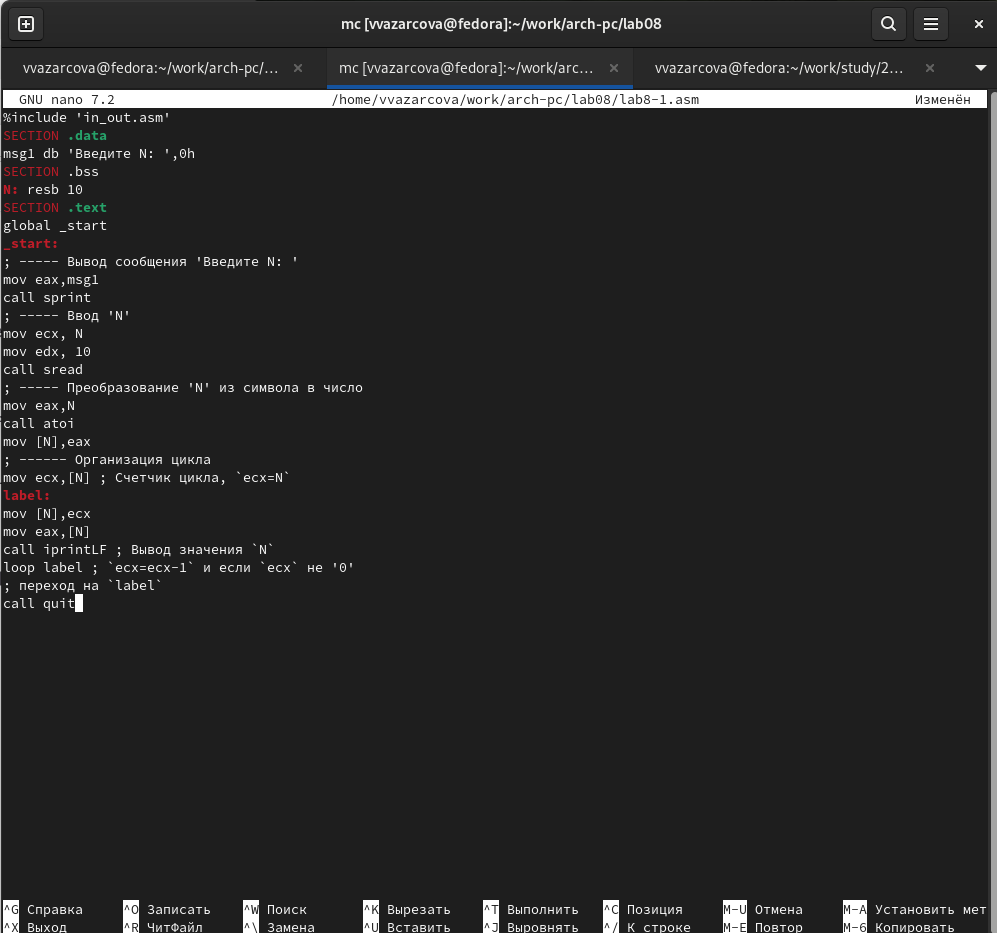 mc [vvazarcova@fedora]:~/work/arch-pc/lab08
vvazarcova@fedora:~/work/arch-pc/... mc [vvazarcova@fedora]:~/work/arc... vvazarcova@fedora:~/work/study/2...
GNU nano 7.2 /home/vvazarcova/work/arch-pc/lab08/lab8-1.asm Изменён
%include 'in_out.asm'
SECTION .data
msg1 db 'Введите N: ',0h
SECTION .bss
N: resb 10
SECTION .text
global _start
_start:
; ----- Вывод сообщения 'Введите N: '
mov eax,msg1
call sprint
; ----- Ввод 'N'
mov ecx, N
mov edx, 10
call sread
; ----- Преобразование 'N' из символа в число
mov eax,N
call atoi
mov [N],eax
; ------ Организация цикла
mov ecx,[N] ; Счетчик цикла, `ecx=N`
label:
mov [N],ecx
mov eax,[N]
call iprintLF ; Вывод значения `N`
loop label ; `ecx=ecx-1` и если `ecx` не '0'
; переход на `label`
call quit
^G Справка ^O Записать ^W Поиск ^K Вырезать ^T Выполнить ^C Позиция M-U Отмена M-A Установить мет
^X Выход ^R ЧитФайл ^\ Замена ^U Вставить ^J Выровнять ^/ К строке M-E Повтор M-6 Копировать